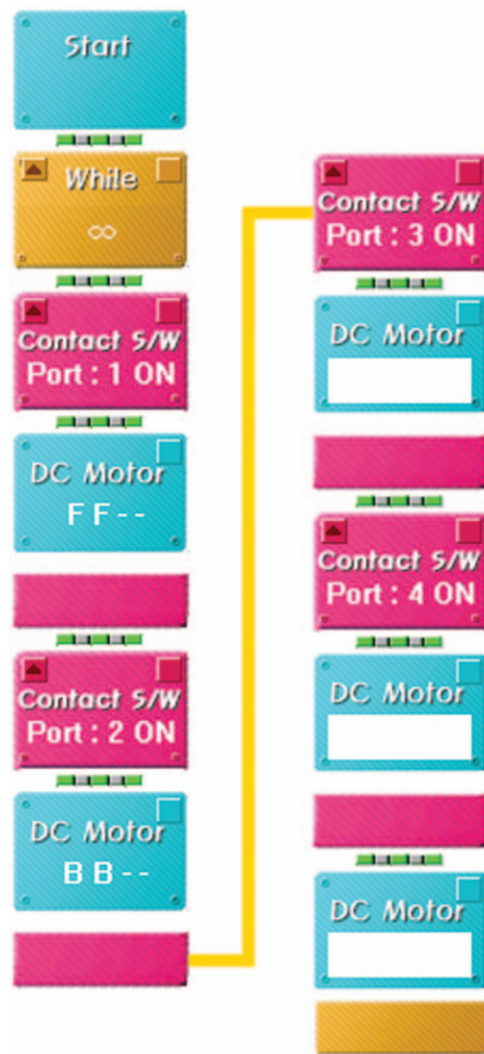 Start
While
∞
Contact S/W
Port : 1 ON
DC Motor
F F - -
Contact S/W
Port : 2 ON
DC Motor
B B - -
Contact S/W
Port : 3 ON
DC Motor
Contact S/W
Port : 4 ON
DC Motor
DC Motor